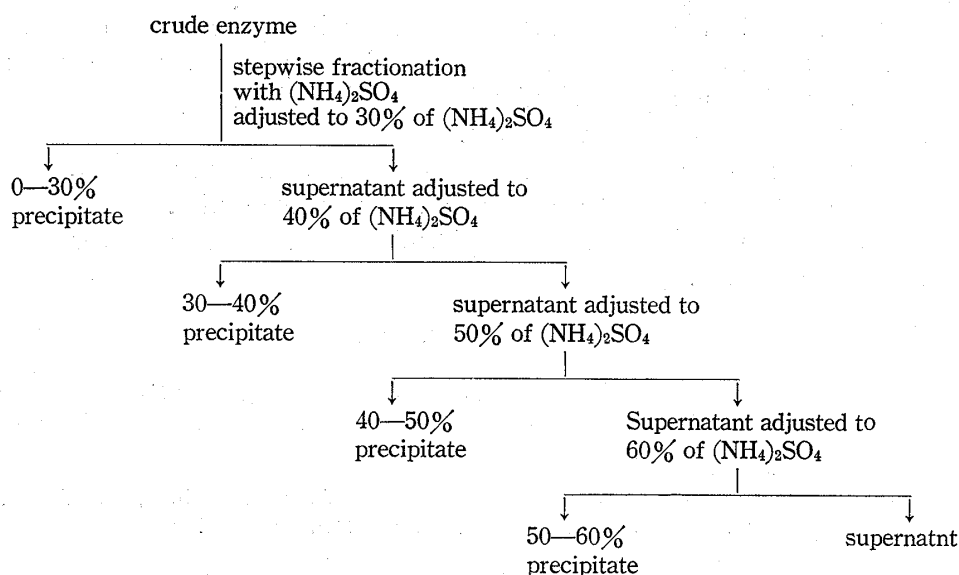 crude enzyme
stepwise fractionation
with (NH₄)₂SO₄
adjusted to 30% of (NH₄)₂SO₄
0—30%
precipitate
supernatant adjusted to
40% of (NH₄)₂SO₄
30—40%
precipitate
supernatant adjusted to
50% of (NH₄)₂SO₄
40—50%
precipitate
Supernatant adjusted to
60% of (NH₄)₂SO₄
50—60%
precipitate
supernatnt